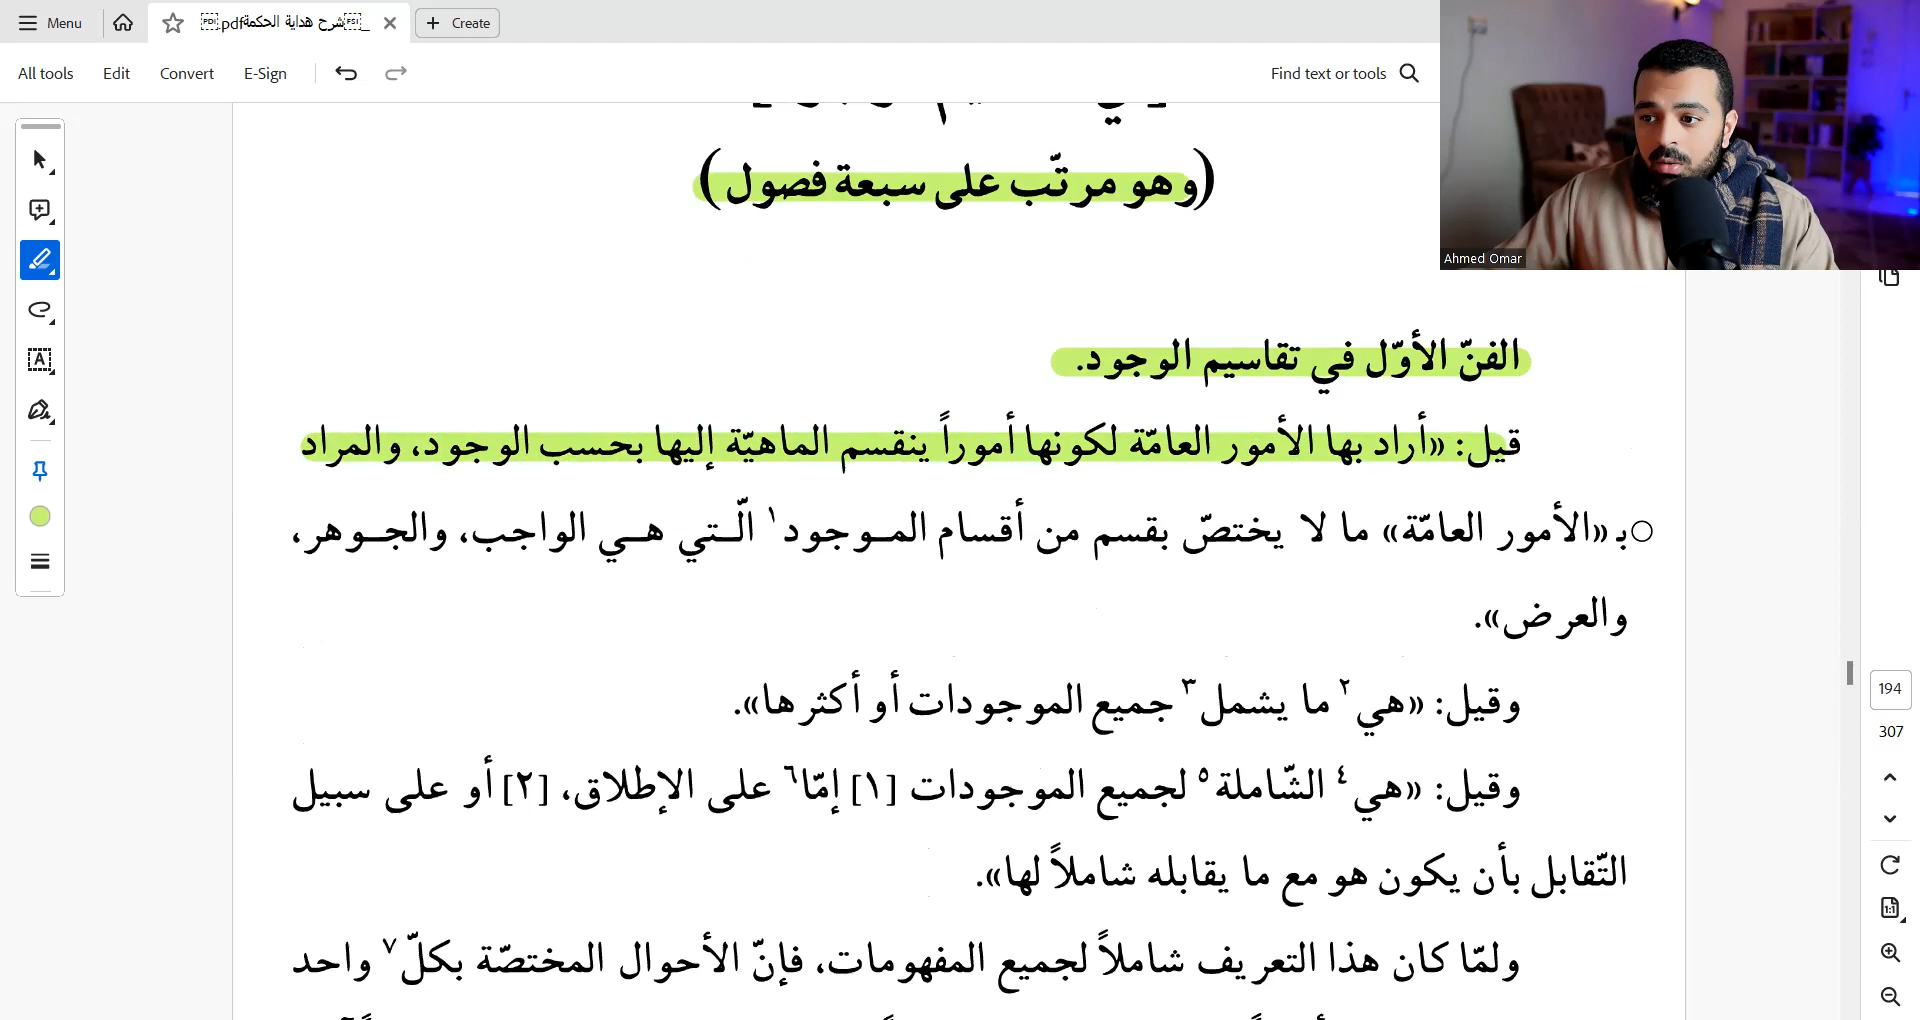 Menu
شرح هداية الحكمة.pdf
Create
All tools
Edit
Convert
E-Sign
Find text or tools
Ahmed Omar
(وهو مرتّب على سبعة فصول)
الفنّ الأوّل في تقاسيم الوجود.
قيل: «أراد بها الأمور العامّة لكونها أموراً ينقسم الماهيّة إليها بحسب الوجود، والمراد
بـ «الأمور العامّة» ما لا يختصّ بقسم من أقسام المـوجود١ الّـتي هـي الواجب، والجـوهر،
والعرض».
وقيل: «هي٢ ما يشمل٣ جميع الموجودات أو أكثرها».
وقيل: «هي٤ الشّاملة٥ لجميع الموجودات [١] إمّا٦ على الإطلاق، [٢] أو على سبيل
التّقابل بأن يكون هو مع ما يقابله شاملاً لها».
ولمّا كان هذا التعريف شاملاً لجميع المفهومات، فإنّ الأحوال المختصّة بكلّ٧ واحد
194
307